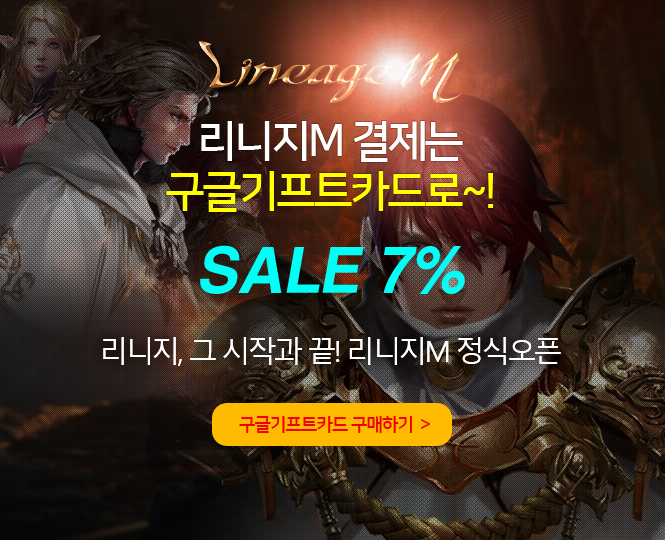 Lineage M
리니지M 결제는
구글기프트카드로~!
SALE 7%
리니지, 그 시작과 끝! 리니지M 정식오픈
구글기프트카드 구매하기 >